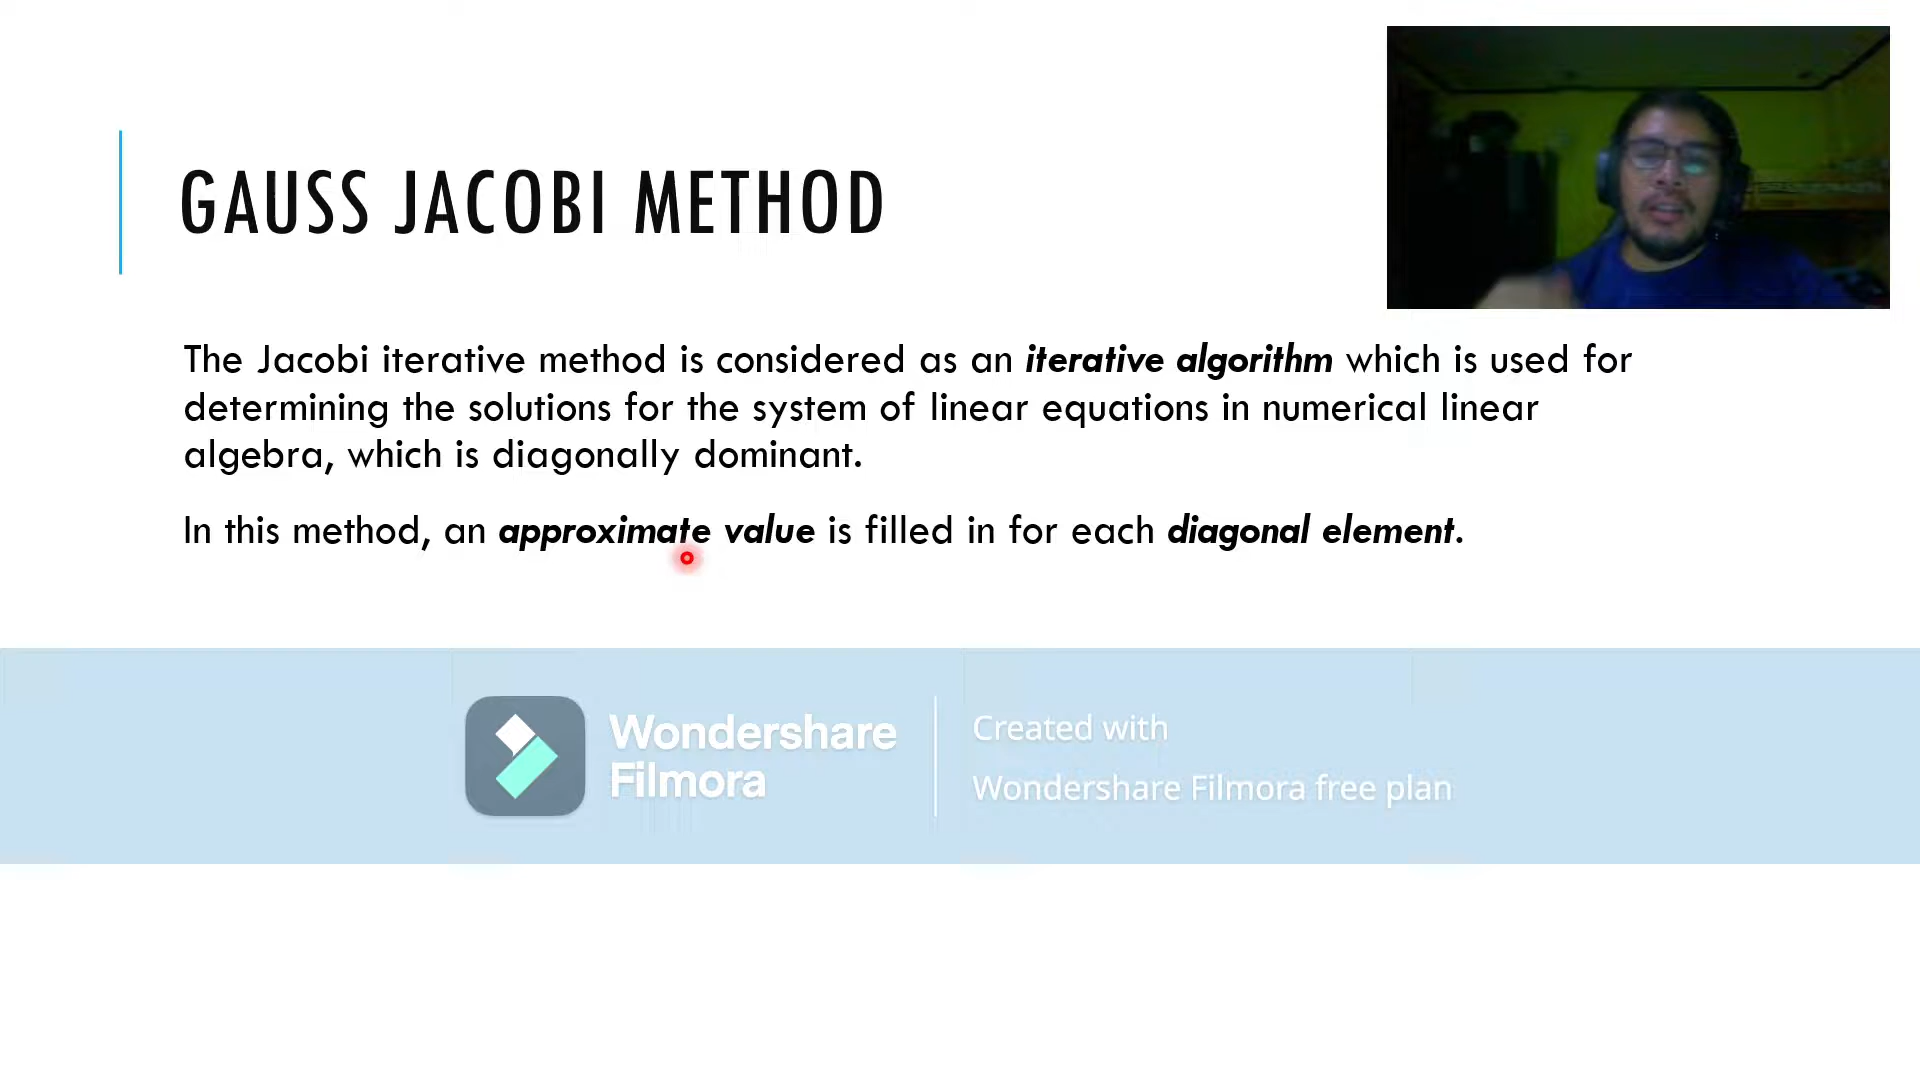 GAUSS JACOBI METHOD
The Jacobi iterative method is considered as an iterative algorithm which is used for
determining the solutions for the system of linear equations in numerical linear
algebra, which is diagonally dominant.
In this method, an approximate value is filled in for each diagonal element.
Wondershare
Filmora
Created with
Wondershare Filmora free plan